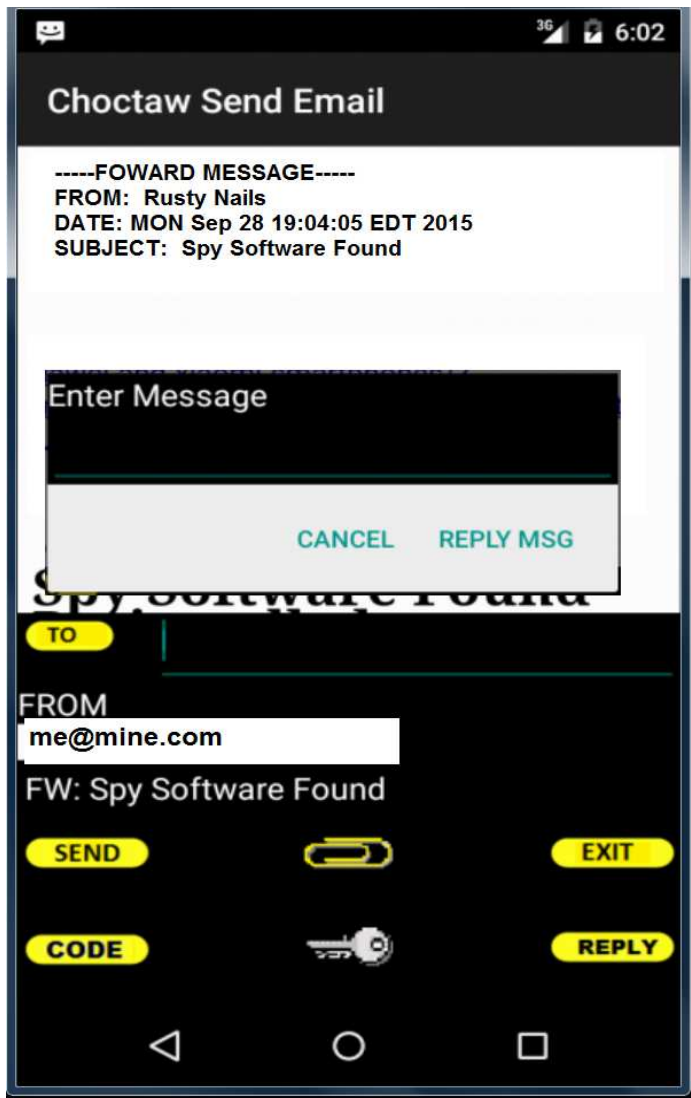 3G 6:02
Choctaw Send Email
-----FOWARD MESSAGE-----
FROM: Rusty Nails
DATE: MON Sep 28 19:04:05 EDT 2015
SUBJECT: Spy Software Found
Enter Message
CANCEL REPLY MSG
Spy Software Found
TO
FROM
me@mine.com
FW: Spy Software Found
SEND EXIT
CODE REPLY